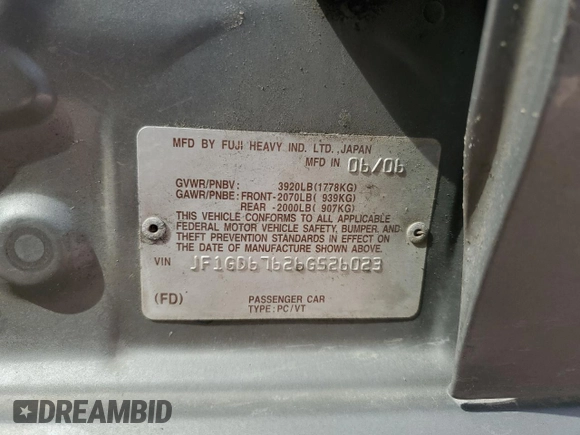 MFD BY FUJI HEAVY IND. LTD.,JAPAN
MFD IN 06/06
GVWR/PNBV: 3920LB(1778KG)
GAWR/PNBE: FRONT-2070LB( 939KG)
REAR -2000LB( 907KG)
THIS VEHICLE CONFORMS TO ALL APPLICABLE
FEDERAL MOTOR VEHICLE SAFETY, BUMPER, AND
THEFT PREVENTION STANDARDS IN EFFECT ON
THE DATE OF MANUFACTURE SHOWN ABOVE.
VIN JF1GD67626G526023
(FD) PASSENGER CAR
TYPE:PC/VT
DREAMBID